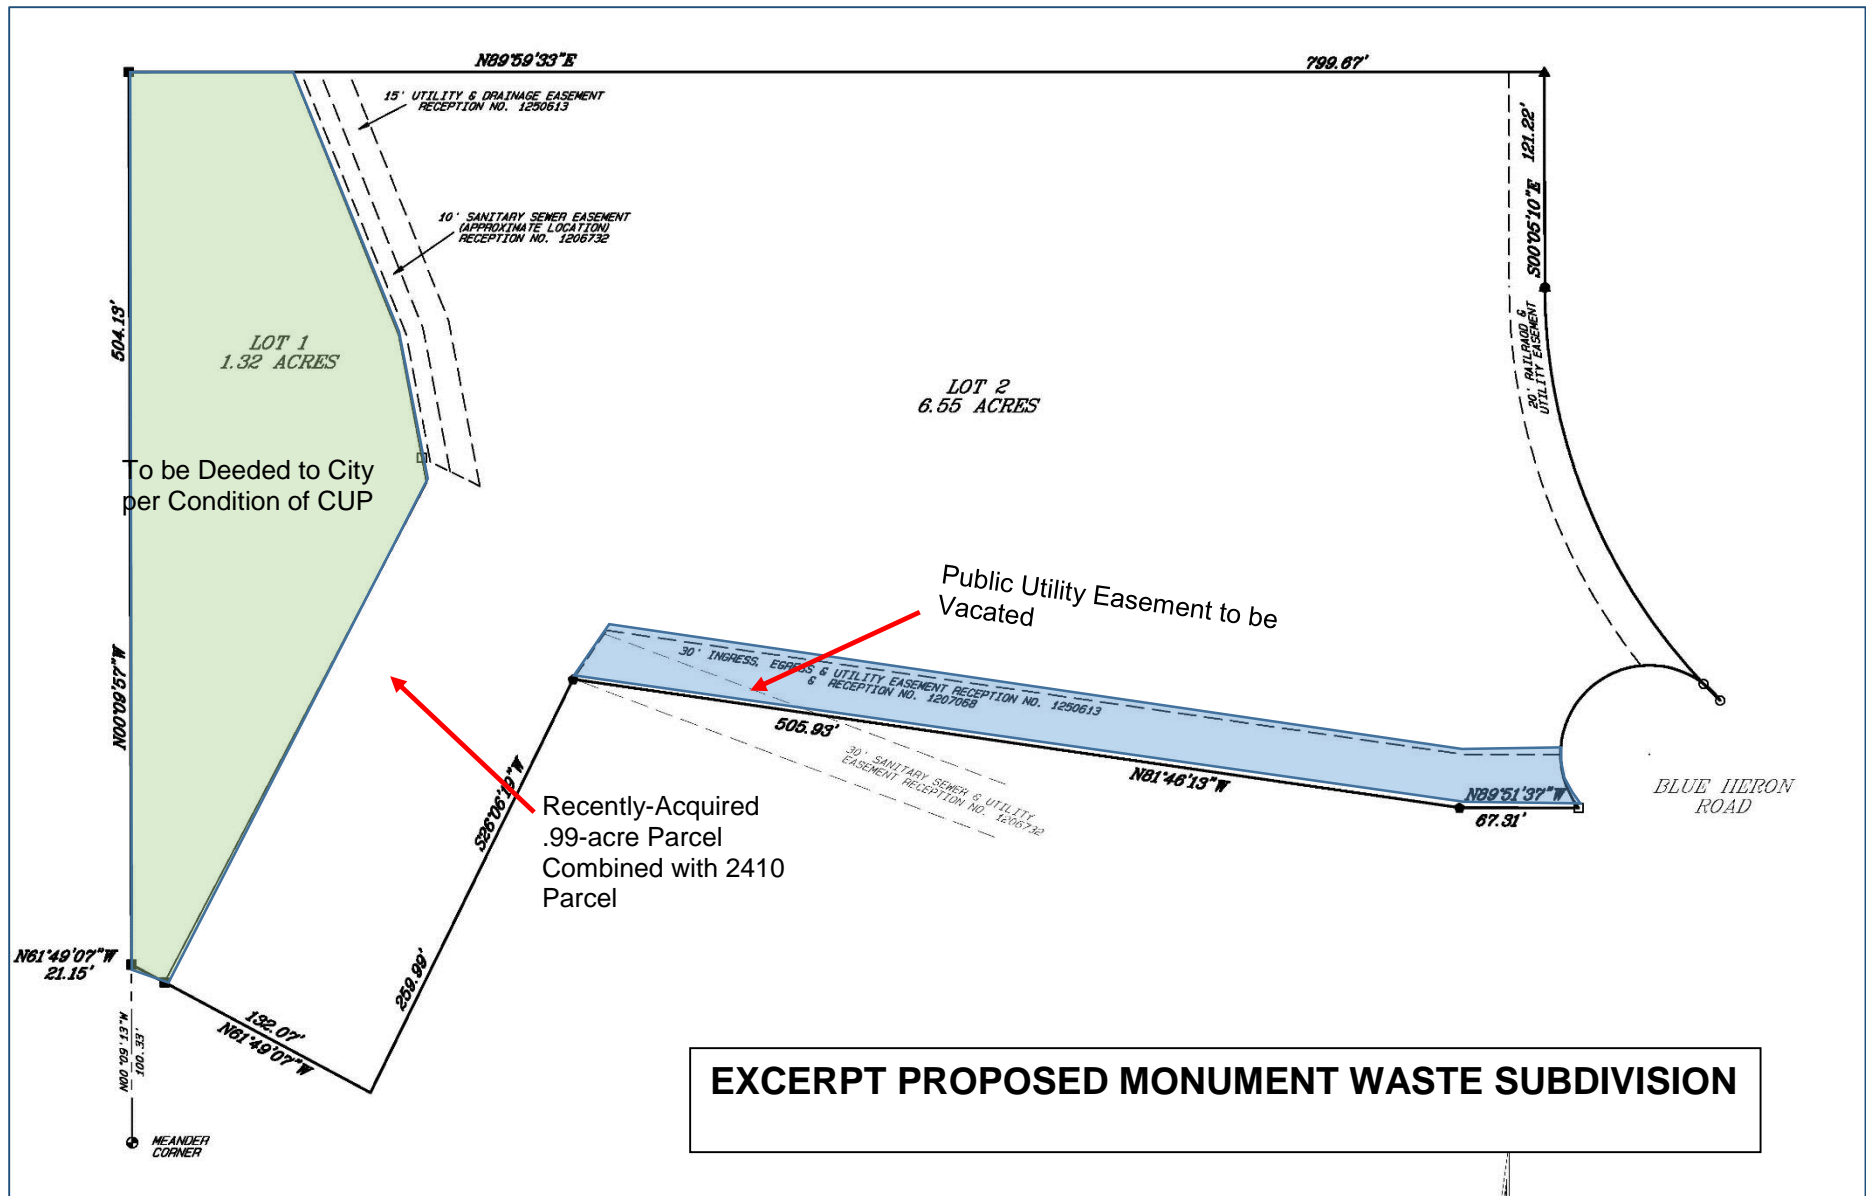 N89°59'33"E
799.67'
15' UTILITY & DRAINAGE EASEMENT
RECEPTION NO. 1250613
10' SANITARY SEWER EASEMENT
(APPROXIMATE LOCATION)
RECEPTION NO. 1206732
S00°05'10"E 121.22'
20' RAILRAOD &
UTILITY EASEMENT
504.13'
LOT 1
1.32 ACRES
LOT 2
6.55 ACRES
To be Deeded to City
per Condition of CUP
Public Utility Easement to be
Vacated
N00°09'57"W
30' INGRESS, EGRESS & UTILITY EASEMENT RECEPTION NO. 1250613
& RECEPTION NO. 1207068
505.93'
30' SANITARY SEWER & UTILITY
EASEMENT RECEPTION NO. 1206732
N81°46'13"W
N89°51'37"W
67.31'
BLUE HERON
ROAD
S26°06'19"W
259.99'
Recently-Acquired
.99-acre Parcel
Combined with 2410
Parcel
N61°49'07"W
21.15'
132.07'
N61°49'07"W
N00°09'13"W
100.33'
MEANDER
CORNER
EXCERPT PROPOSED MONUMENT WASTE SUBDIVISION